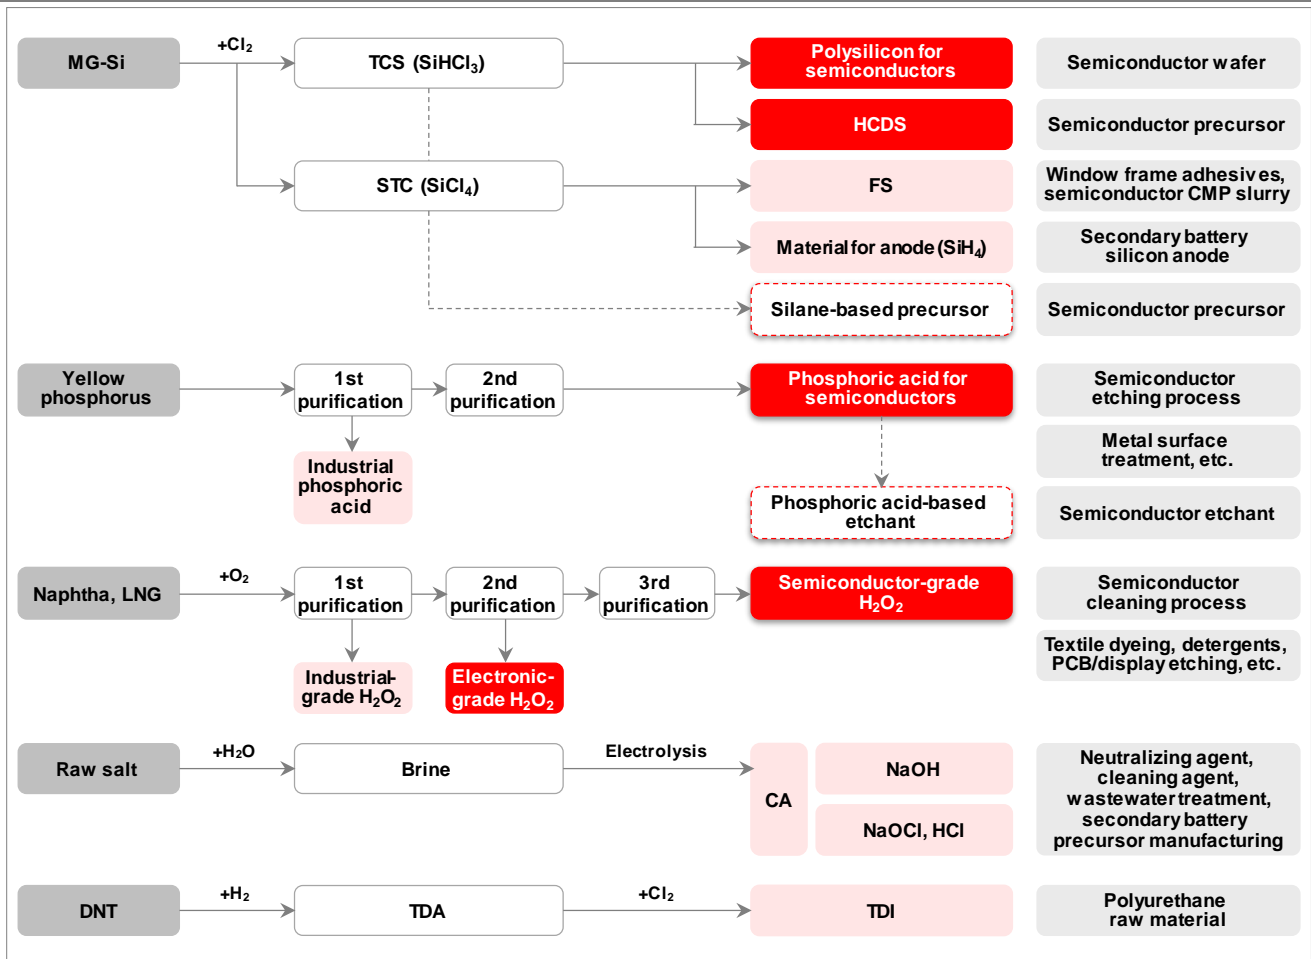 MG-Si
+Cl₂
TCS (SiHCl₃)
Polysilicon for
semiconductors
Semiconductor wafer
HCDS
Semiconductor precursor
STC (SiCl₄)
FS
Window frame adhesives,
semiconductor CMP slurry
Material for anode (SiH₄)
Secondary battery
silicon anode
Silane-based precursor
Semiconductor precursor
Yellow
phosphorus
1st
purification
2nd
purification
Phosphoric acid for
semiconductors
Semiconductor
etching process
Industrial
phosphoric
acid
Metal surface
treatment, etc.
Phosphoric acid-based
etchant
Semiconductor etchant
Naphtha, LNG
+O₂
1st
purification
2nd
purification
3rd
purification
Semiconductor-grade
H₂O₂
Semiconductor
cleaning process
Industrial-
grade H₂O₂
Electronic-
grade H₂O₂
Textile dyeing, detergents,
PCB/display etching, etc.
Raw salt
+H₂O
Brine
Electrolysis
CA
NaOH
NaOCl, HCl
Neutralizing agent,
cleaning agent,
wastewater treatment,
secondary battery
precursor manufacturing
DNT
+H₂
TDA
+Cl₂
TDI
Polyurethane
raw material